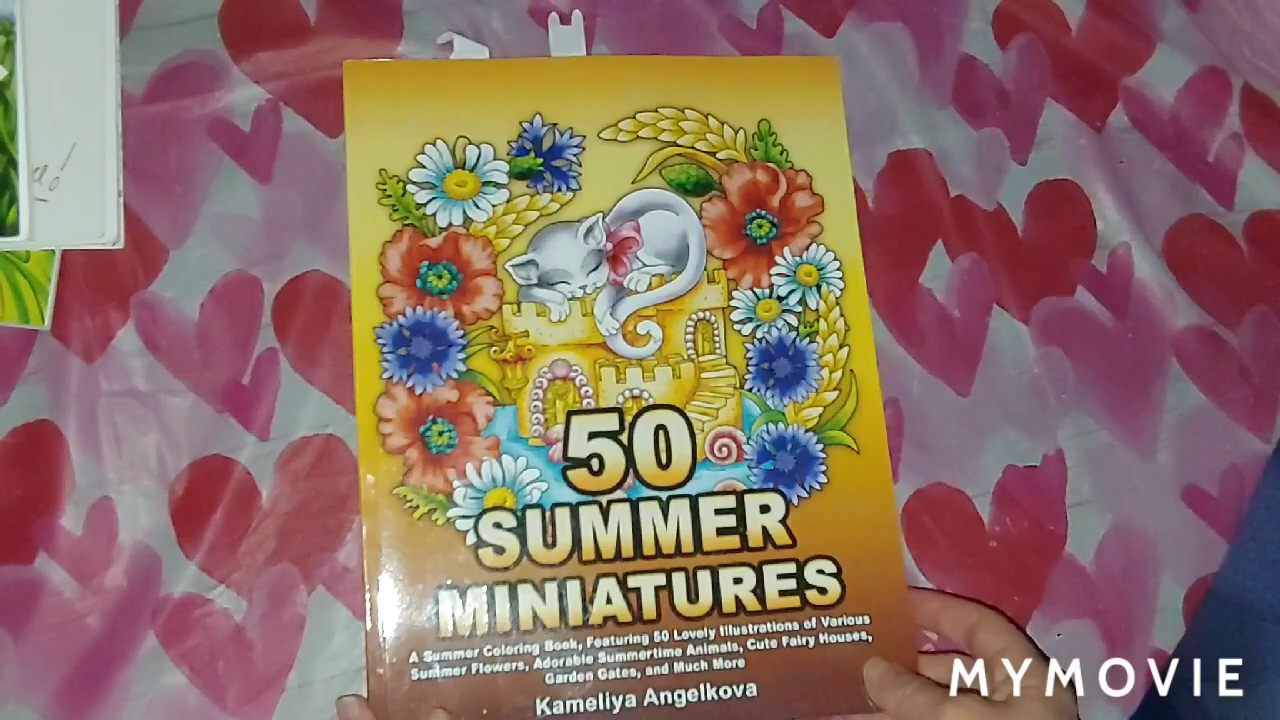 50
SUMMER
MINIATURES
A Summer Coloring Book, Featuring 50 Lovely Illustrations of Various
Summer Flowers, Adorable Summertime Animals, Cute Fairy Houses,
Garden Gates, and Much More
Kameliya Angelkova
MYMOVIE